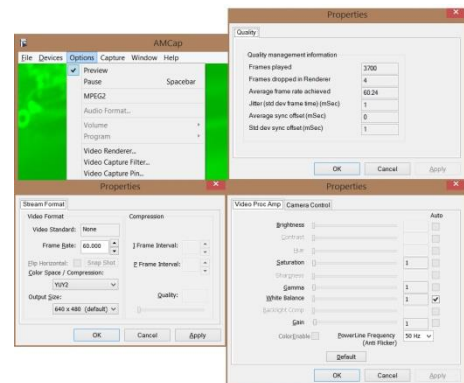 AMCap
File Devices Options Capture Window Help
Preview
Pause Spacebar
MPEG2
Audio Format...
Volume
Program
Video Renderer...
Video Capture Filter...
Video Capture Pin...
Properties
Quality
Quality management information
Frames played 3700
Frames dropped in Renderer 4
Average frame rate achieved 60.24
Jitter (std dev frame time) (mSec) 1
Average sync offset (mSec) 0
Std dev sync offset (mSec) 1
OK Cancel Apply
Properties
Stream Format
Video Format Compression
Video Standard: None
Frame Rate: 60.000 I Frame Interval:
Flip Horizontal: Snap Shot P Frame Interval:
Color Space / Compression:
YUY2
Output Size: Quality:
640 x 480 (default)
OK Cancel Apply
Properties
Video Proc Amp Camera Control
Auto
Brightness
Contrast
Hue
Saturation 1
Sharpness
Gamma 1
White Balance 1
Backlight Comp
Gain 1
ColorEnable PowerLine Frequency 50 Hz
(Anti Flicker)
Default
OK Cancel Apply